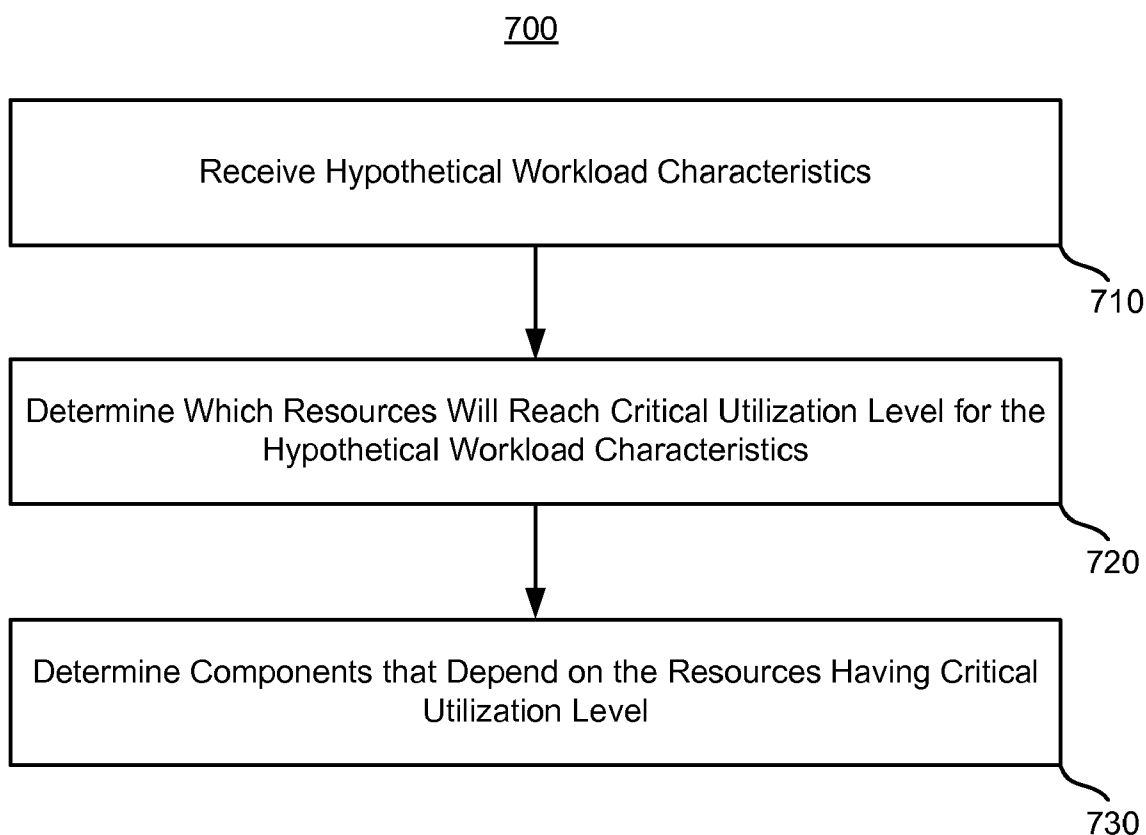 700
Receive Hypothetical Workload Characteristics
710
Determine Which Resources Will Reach Critical Utilization Level for the
Hypothetical Workload Characteristics
720
Determine Components that Depend on the Resources Having Critical
Utilization Level
730